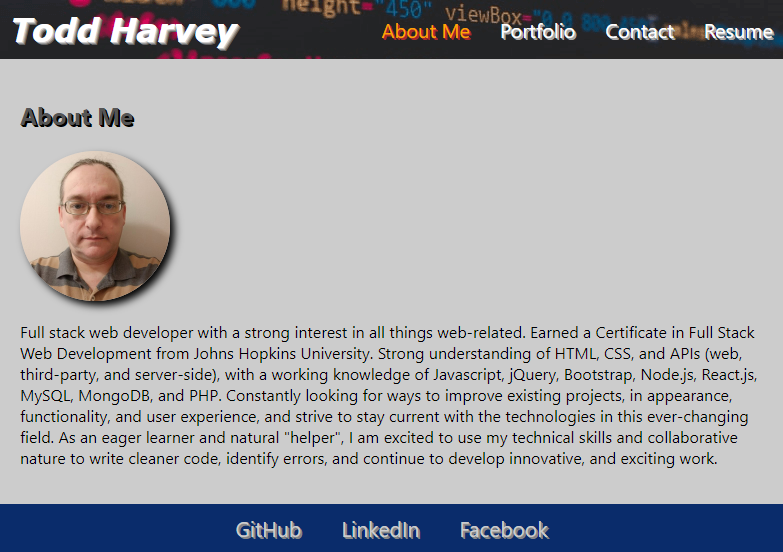 height="450" viewBox="0 0 800 450"
Todd Harvey
About Me Portfolio Contact Resume
About Me
Full stack web developer with a strong interest in all things web-related. Earned a Certificate in Full Stack
Web Development from Johns Hopkins University. Strong understanding of HTML, CSS, and APIs (web,
third-party, and server-side), with a working knowledge of Javascript, jQuery, Bootstrap, Node.js, React.js,
MySQL, MongoDB, and PHP. Constantly looking for ways to improve existing projects, in appearance,
functionality, and user experience, and strive to stay current with the technologies in this ever-changing
field. As an eager learner and natural "helper", I am excited to use my technical skills and collaborative
nature to write cleaner code, identify errors, and continue to develop innovative, and exciting work.
GitHub LinkedIn Facebook